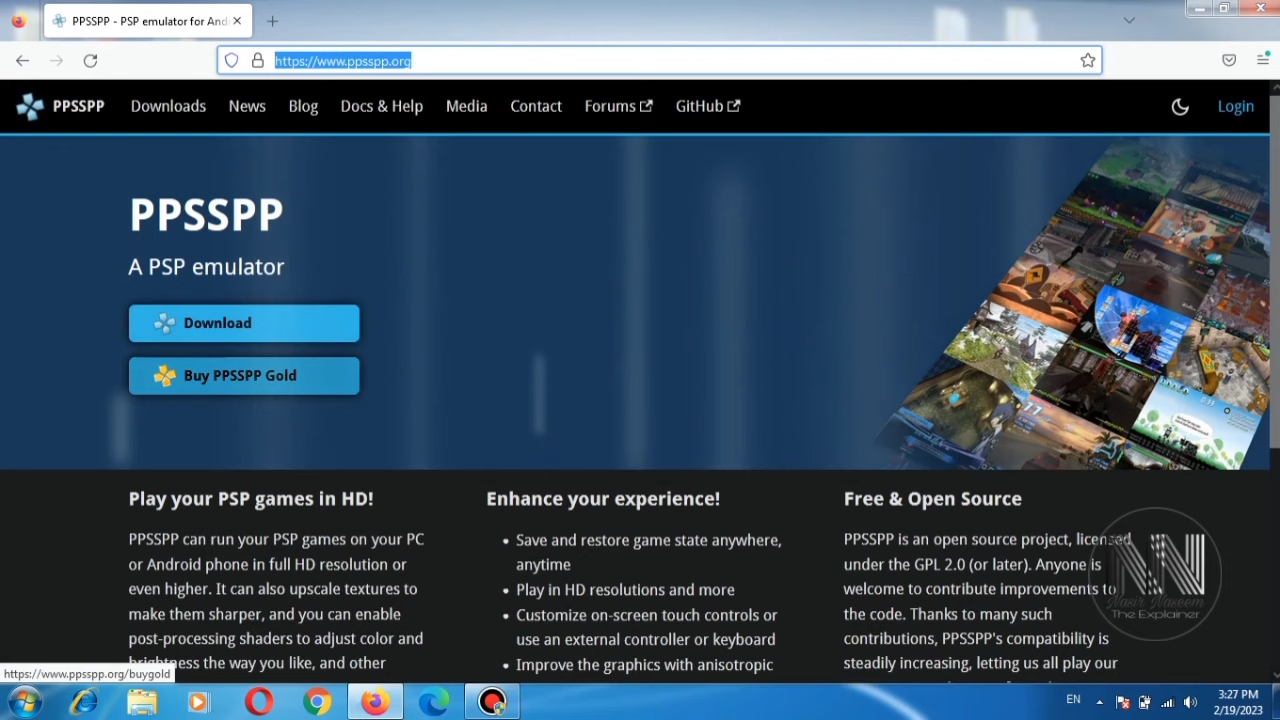 PPSSPP - PSP emulator for And
https://www.ppsspp.org
PPSSPP Downloads News Blog Docs & Help Media Contact Forums GitHub Login
PPSSPP
A PSP emulator
Download
Buy PPSSPP Gold
Play your PSP games in HD!
PPSSPP can run your PSP games on your PC
or Android phone in full HD resolution or
even higher. It can also upscale textures to
make them sharper, and you can enable
post-processing shaders to adjust color and
brightness the way you like, and other
Enhance your experience!
• Save and restore game state anywhere,
anytime
• Play in HD resolutions and more
• Customize on-screen touch controls or
use an external controller or keyboard
• Improve the graphics with anisotropic
Free & Open Source
PPSSPP is an open source project, licensed
under the GPL 2.0 (or later). Anyone is
welcome to contribute improvements to
the code. Thanks to many such
contributions, PPSSPP's compatibility is
steadily increasing, letting us all play our
NN
Nasir Naseem
The Explainer
https://www.ppsspp.org/buygold
EN
3:27 PM
2/19/2023